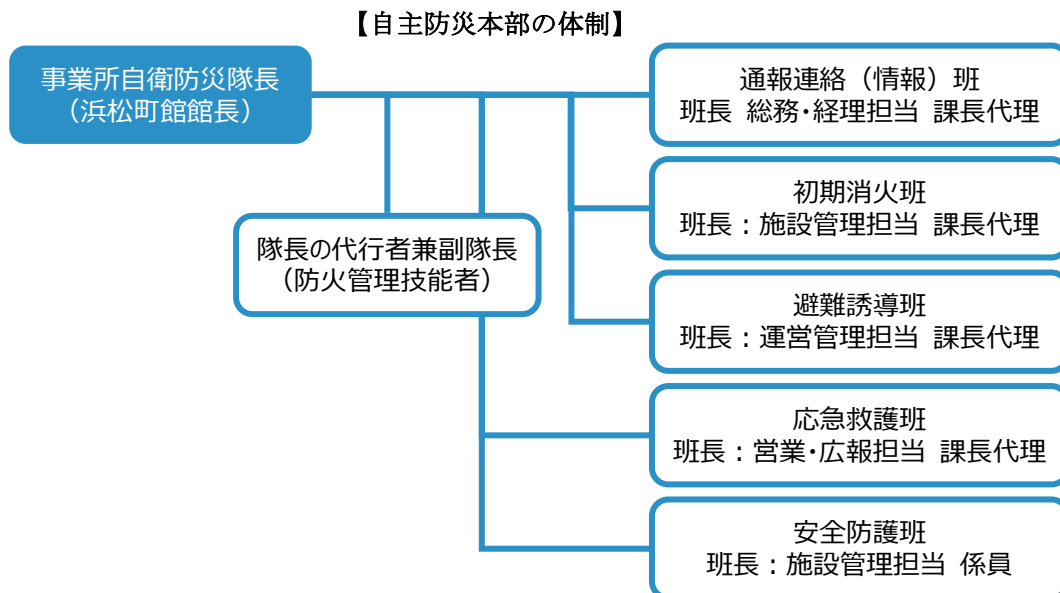 【自主防災本部の体制】
事業所自衛防災隊長
（浜松町館館長）
隊長の代行者兼副隊長
（防火管理技能者）
通報連絡（情報）班
班長 総務・経理担当 課長代理
初期消火班
班長：施設管理担当 課長代理
避難誘導班
班長：運営管理担当 課長代理
応急救護班
班長：営業・広報担当 課長代理
安全防護班
班長：施設管理担当 係員